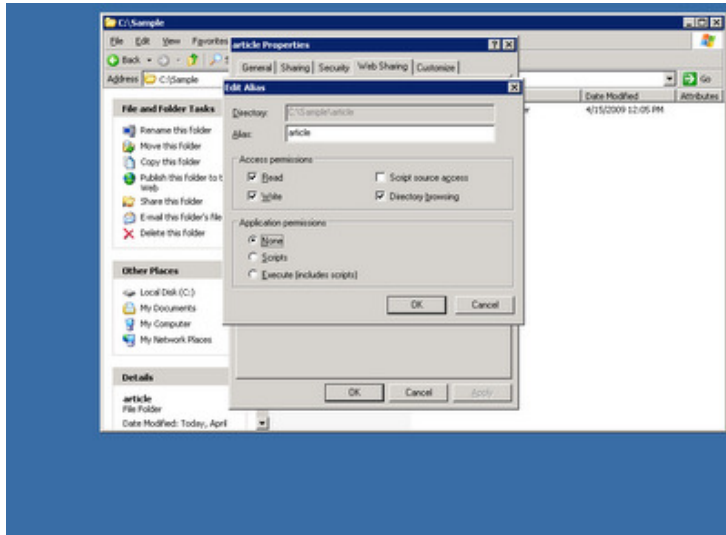 C:\Sample
File Edit View Favorites
article Properties
Back
General Sharing Security Web Sharing Customize
Address C:\Sample Go
Edit Alias
Date Modified Attributes
4/15/2009 12:05 PM
Directory: C:\Sample\article
Alias: article
Access permissions
Read Script source access
Write Directory browsing
Application permissions
None
Scripts
Execute (includes scripts)
OK Cancel
OK Cancel Apply
File and Folder Tasks
Rename this folder
Move this folder
Copy this folder
Publish this folder to t
Web
Share this folder
E-mail this folder's file
Delete this folder
Other Places
Local Disk (C:)
My Documents
My Computer
My Network Places
Details
article
File Folder
Date Modified: Today, April